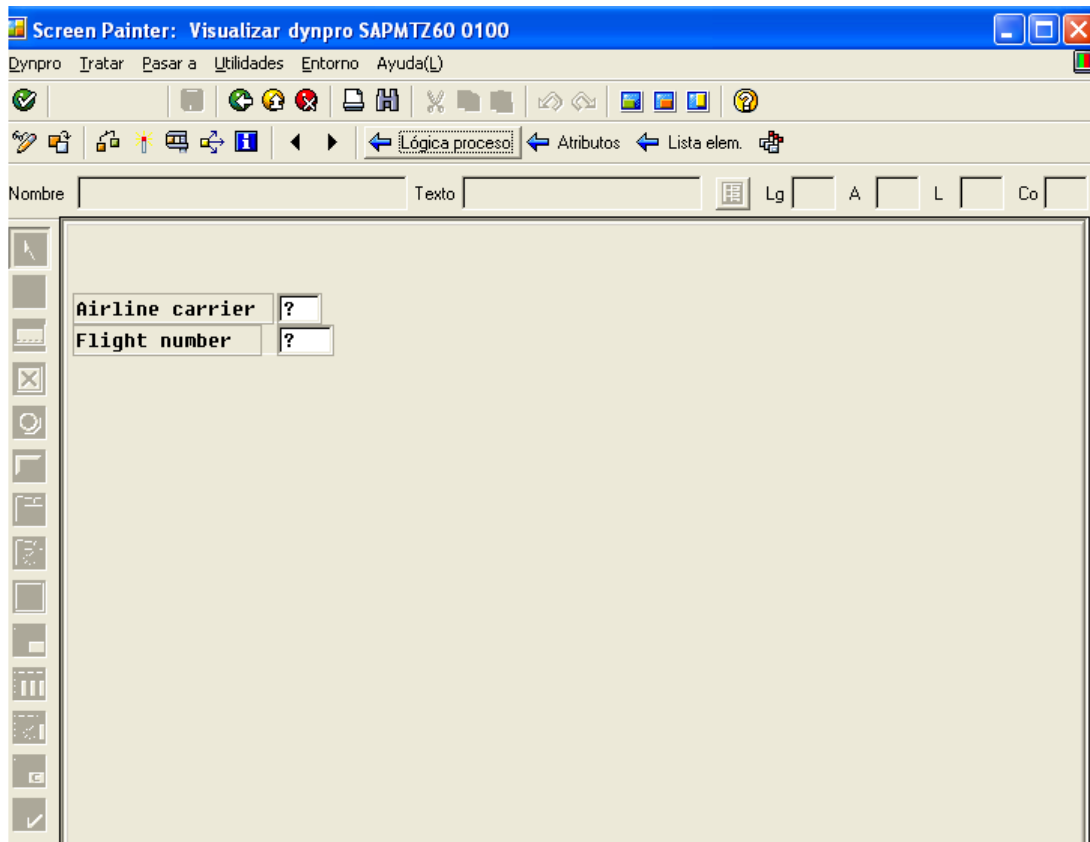 Screen Painter: Visualizar dynpro SAPMTZ60 0100
Dynpro Tratar Pasar a Utilidades Entorno Ayuda(L)
Lógica proceso Atributos Lista elem.
Nombre Texto Lg A L Co
Airline carrier ?
Flight number ?